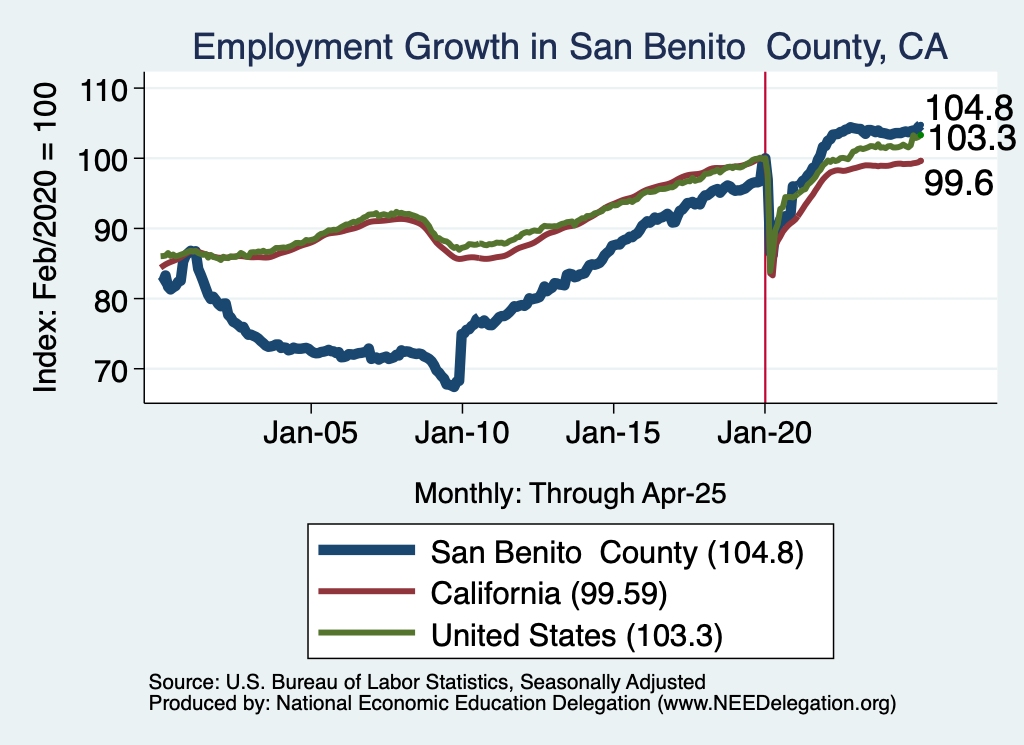 Employment Growth in San Benito  County, CA
Index: Feb/2020 = 100
110
100
90
80
70
104.8
103.3
99.6
Jan-05 Jan-10 Jan-15 Jan-20
Monthly: Through Apr-25
San Benito  County (104.8)
California (99.59)
United States (103.3)
Source: U.S. Bureau of Labor Statistics, Seasonally Adjusted
Produced by: National Economic Education Delegation (www.NEEDelegation.org)